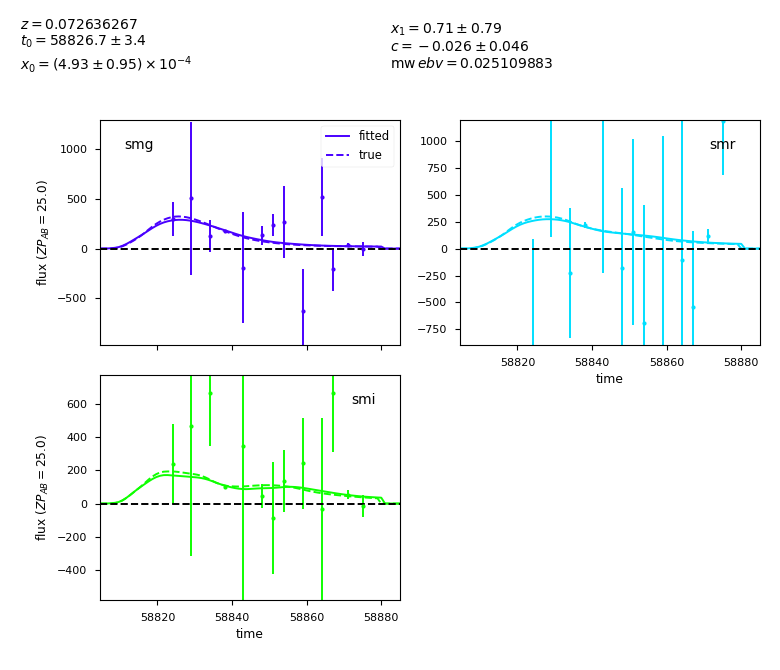 z = 0.072636267
t₀ = 58826.7 ± 3.4
x₀ = (4.93 ± 0.95) × 10⁻⁴
x₁ = 0.71 ± 0.79
c = −0.026 ± 0.046
mw ebv = 0.025109883
smg
fitted
true
1000
500
0
−500
flux (ZP_AB = 25.0)
smr
1000
750
500
250
0
−250
−500
−750
58820 58840 58860 58880
time
smi
600
400
200
0
−200
−400
flux (ZP_AB = 25.0)
58820 58840 58860 58880
time